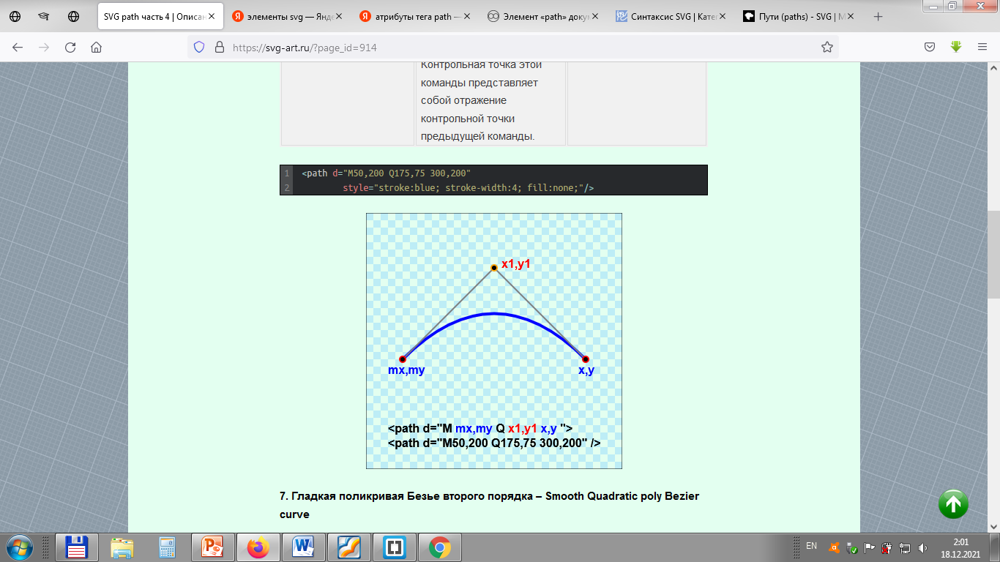 SVG path часть 4 | Описан
элементы svg — Янде
атрибуты тега path —
Элемент «path» доку
Синтаксис SVG | Кате
Пути (paths) - SVG | M
https://svg-art.ru/?page_id=914
Контрольная точка этой
команды представляет
собой отражение
контрольной точки
предыдущей команды.
1 <path d="M50,200 Q175,75 300,200"
2 style="stroke:blue; stroke-width:4; fill:none;"/>
x1,y1
mx,my x,y
<path d="M mx,my Q x1,y1 x,y ">
<path d="M50,200 Q175,75 300,200" />
7. Гладкая поликривая Безье второго порядка – Smooth Quadratic poly Bezier
curve
EN
2:01
18.12.2021